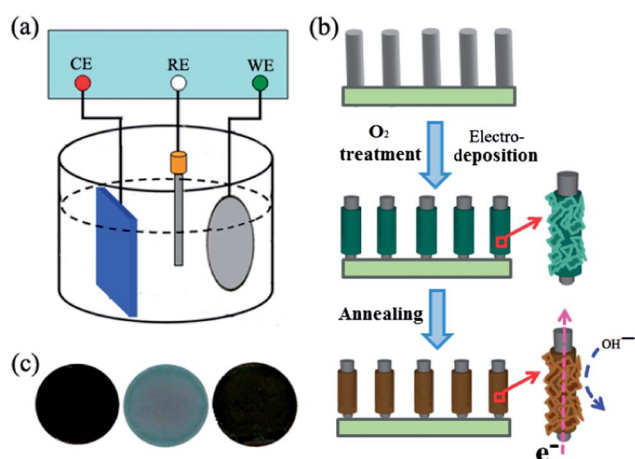 (a)
CE
RE
WE
(b)
O₂
treatment
Electro-
deposition
Annealing
OH⁻
e⁻
(c)